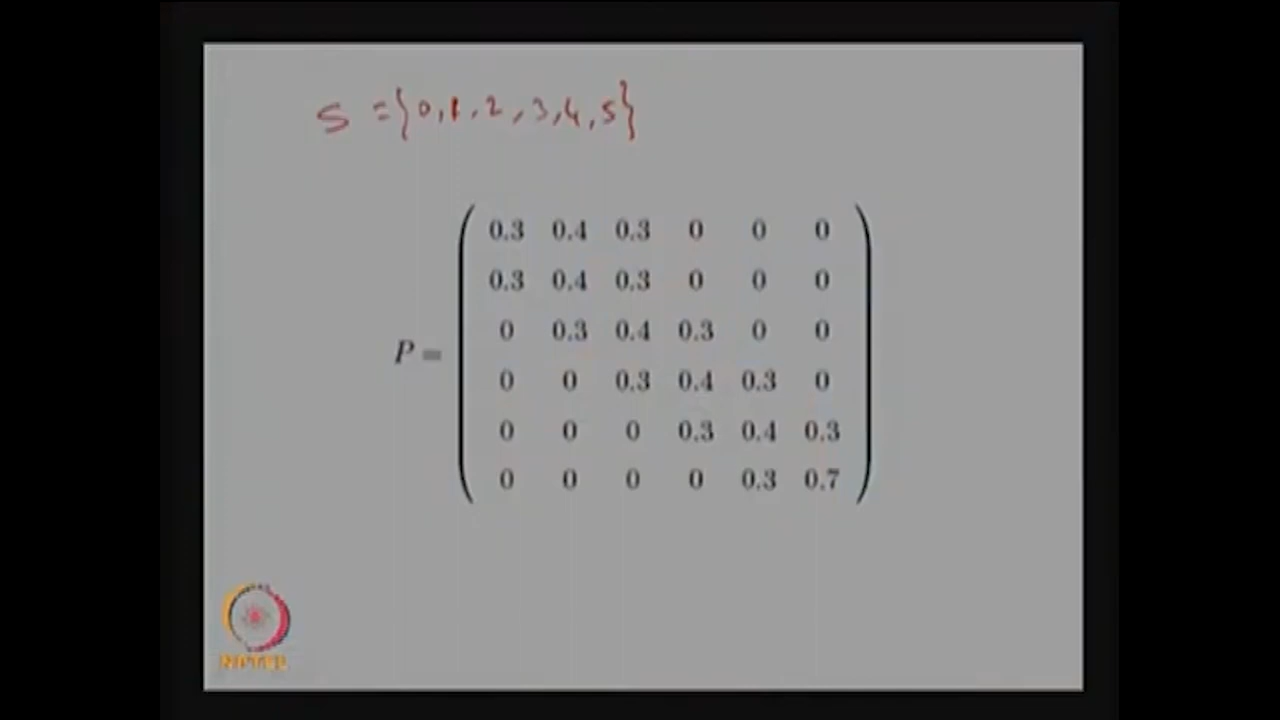 S = {0, 1, 2, 3, 4, 5}
0.3 0.4 0.3 0 0 0
0.3 0.4 0.3 0 0 0
0 0.3 0.4 0.3 0 0
P = 0 0 0.3 0.4 0.3 0
0 0 0 0.3 0.4 0.3
0 0 0 0 0.3 0.7
NPTEL